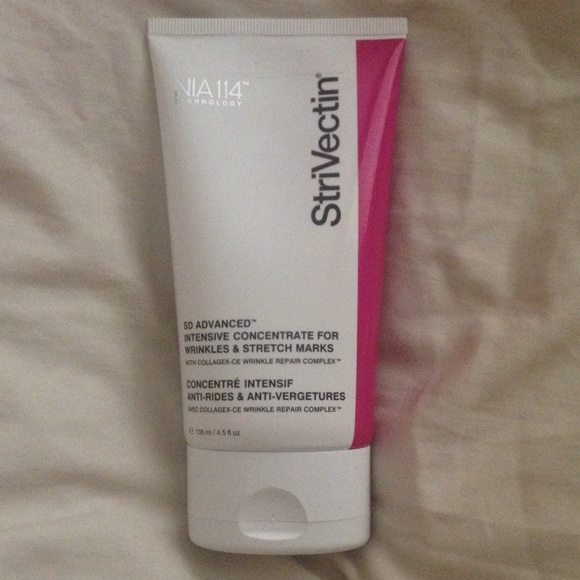 NIA114™
TECHNOLOGY
StriVectin®
SD ADVANCED™
INTENSIVE CONCENTRATE FOR
WRINKLES & STRETCH MARKS
WITH COLLAGEX-CE WRINKLE REPAIR COMPLEX™
CONCENTRÉ INTENSIF
ANTI-RIDES & ANTI-VERGETURES
AVEC COLLAGEX-CE WRINKLE REPAIR COMPLEX™
℮ 135 ml / 4.5 fl oz